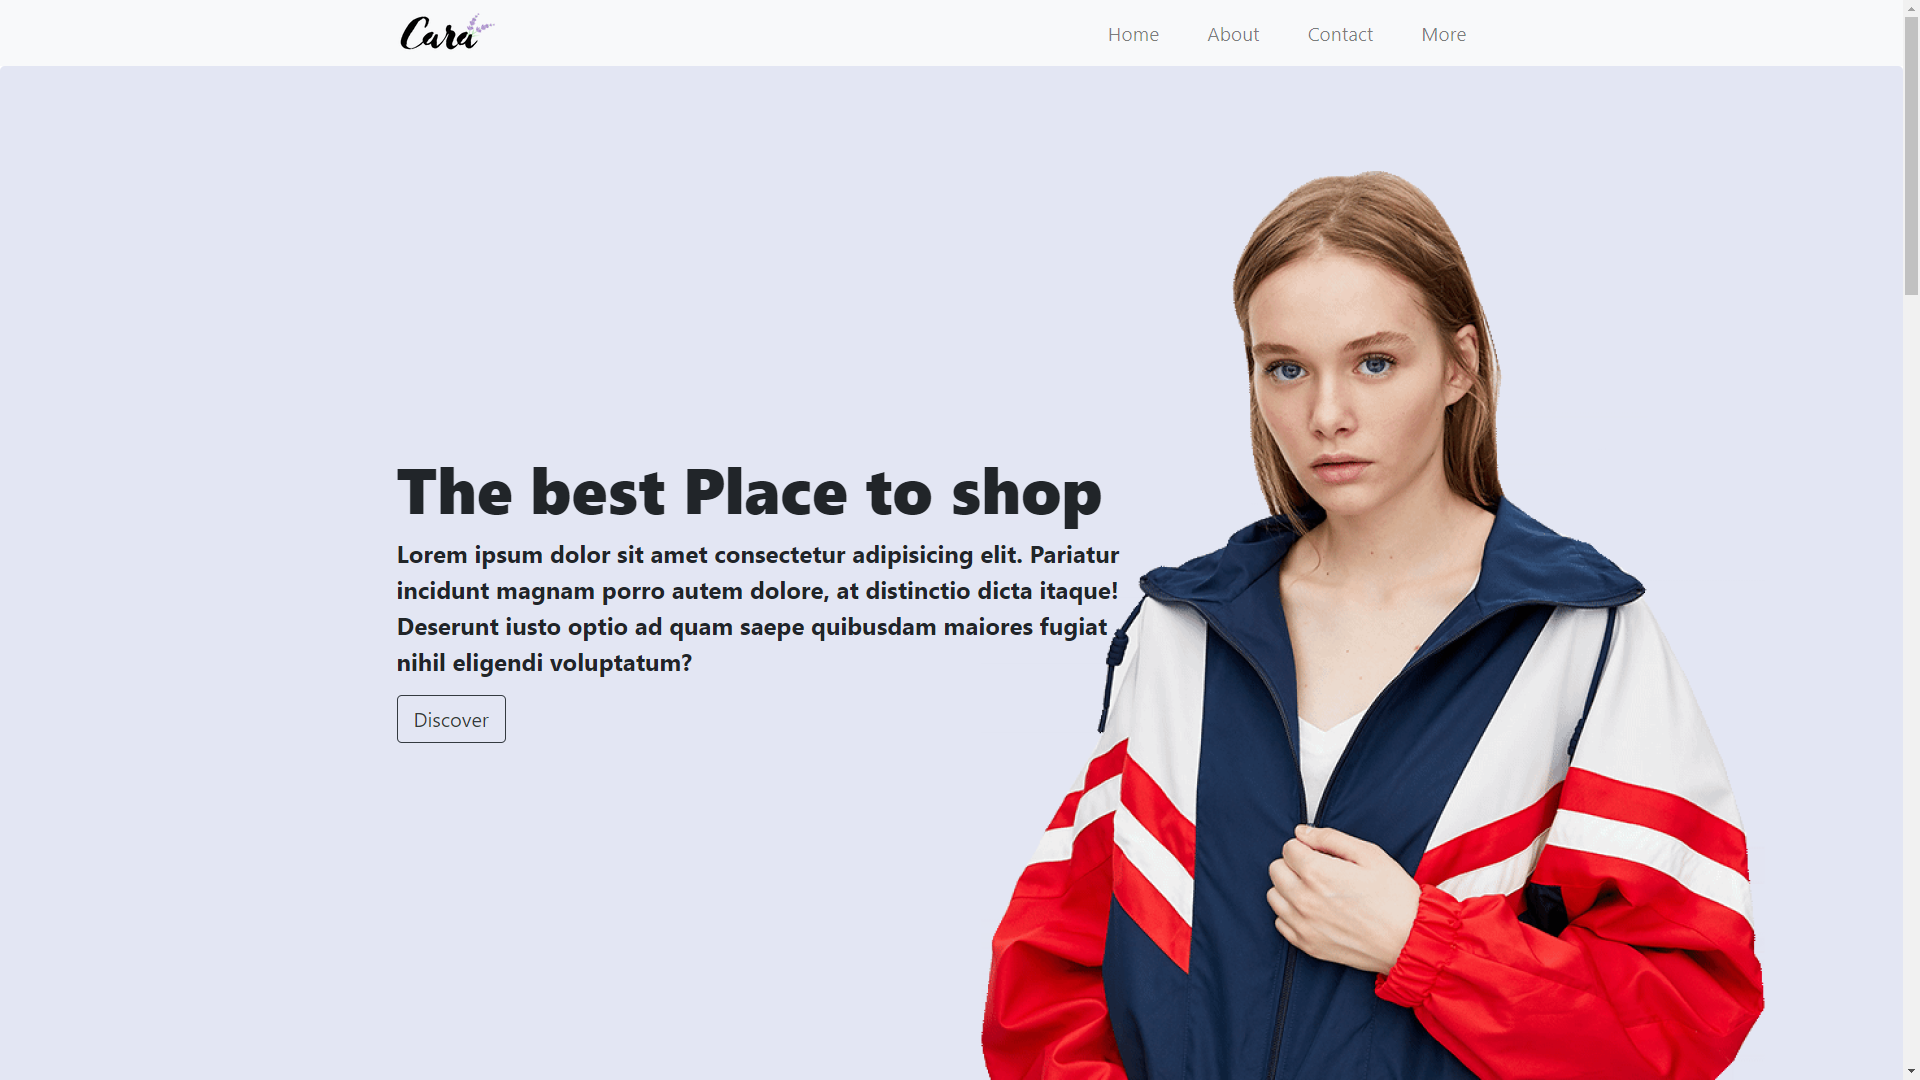 Cara
Home About Contact More
The best Place to shop
Lorem ipsum dolor sit amet consectetur adipisicing elit. Pariatur
incidunt magnam porro autem dolore, at distinctio dicta itaque!
Deserunt iusto optio ad quam saepe quibusdam maiores fugiat
nihil eligendi voluptatum?
Discover